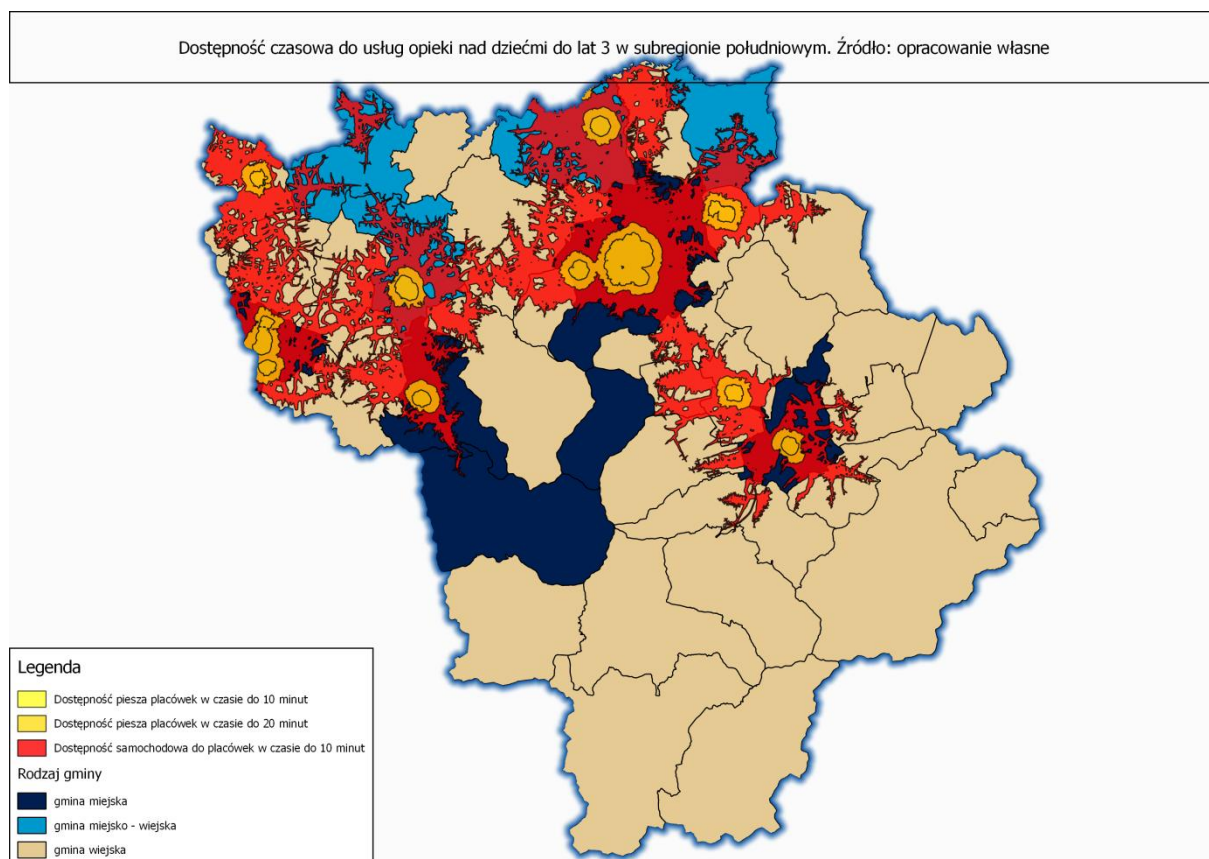 Dostępność czasowa do usług opieki nad dziećmi do lat 3 w subregionie południowym. Źródło: opracowanie własne
Legenda
Dostępność piesza placówek w czasie do 10 minut
Dostępność piesza placówek w czasie do 20 minut
Dostępność samochodowa do placówek w czasie do 10 minut
Rodzaj gminy
gmina miejska
gmina miejsko - wiejska
gmina wiejska